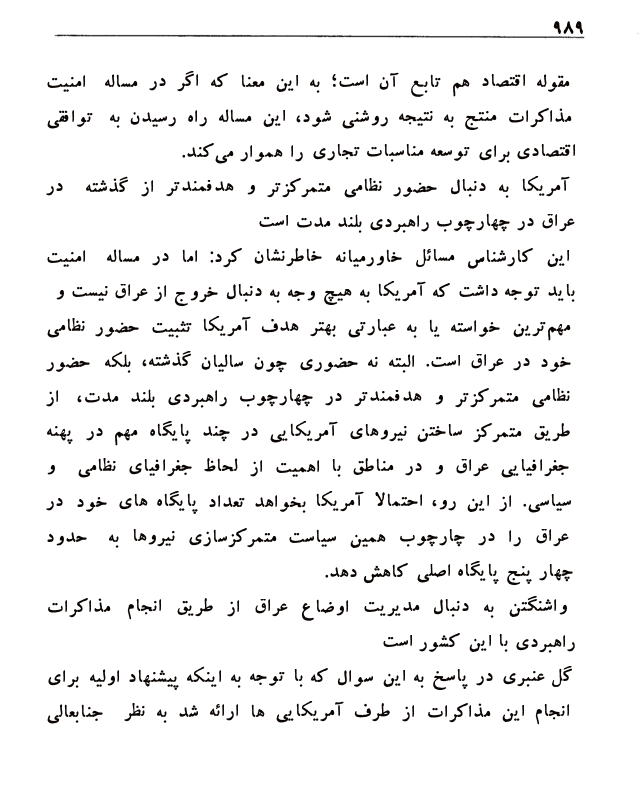 ۹۸۹
مقوله اقتصاد هم تابع آن است؛ به این معنا که اگر در مساله امنیت
مذاکرات منتج به نتیجه روشنی شود، این مساله راه رسیدن به توافقی
اقتصادی برای توسعه مناسبات تجاری را هموار می‌کند.
آمریکا به دنبال حضور نظامی متمرکزتر و هدفمندتر از گذشته در
عراق در چهارچوب راهبردی بلند مدت است
این کارشناس مسائل خاورمیانه خاطرنشان کرد: اما در مساله امنیت
باید توجه داشت که آمریکا به هیچ وجه به دنبال خروج از عراق نیست و
مهم‌ترین خواسته یا به عبارتی بهتر هدف آمریکا تثبیت حضور نظامی
خود در عراق است. البته نه حضوری چون سالیان گذشته، بلکه حضور
نظامی متمرکزتر و هدفمندتر در چهارچوب راهبردی بلند مدت، از
طریق متمرکز ساختن نیروهای آمریکایی در چند پایگاه مهم در پهنه
جغرافیایی عراق و در مناطق با اهمیت از لحاظ جغرافیای نظامی و
سیاسی. از این رو، احتمالا آمریکا بخواهد تعداد پایگاه های خود در
عراق را در چارچوب همین سیاست متمرکزسازی نیروها به حدود
چهار پنج پایگاه اصلی کاهش دهد.
واشنگتن به دنبال مدیریت اوضاع عراق از طریق انجام مذاکرات
راهبردی با این کشور است
گل عنبری در پاسخ به این سوال که با توجه به اینکه پیشنهاد اولیه برای
انجام این مذاکرات از طرف آمریکایی ها ارائه شد به نظر جنابعالی